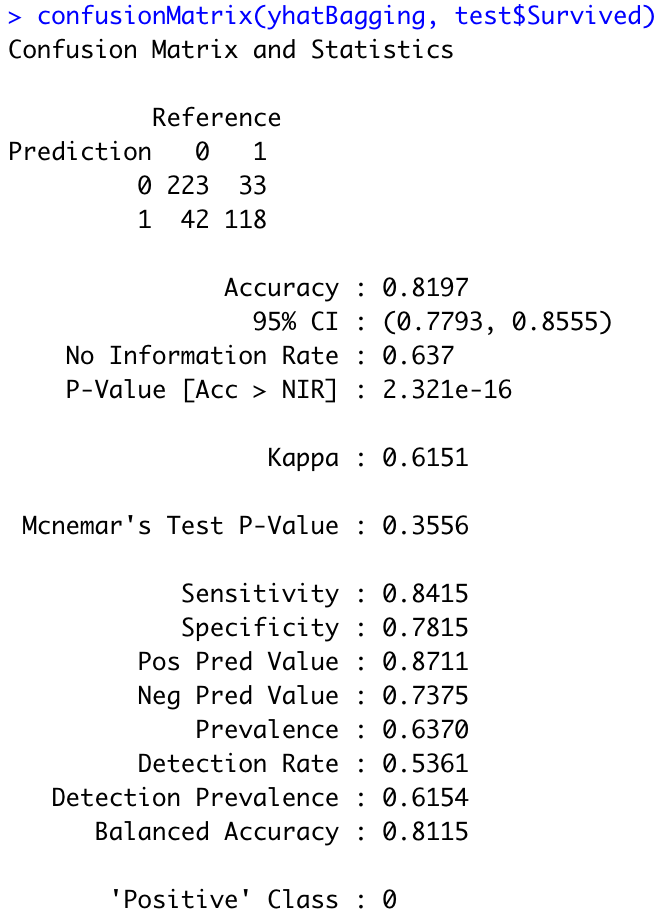 > confusionMatrix(yhatBagging, test$Survived)
Confusion Matrix and Statistics
Reference
Prediction 0 1
0 223 33
1 42 118
Accuracy : 0.8197
95% CI : (0.7793, 0.8555)
No Information Rate : 0.637
P-Value [Acc > NIR] : 2.321e-16
Kappa : 0.6151
Mcnemar's Test P-Value : 0.3556
Sensitivity : 0.8415
Specificity : 0.7815
Pos Pred Value : 0.8711
Neg Pred Value : 0.7375
Prevalence : 0.6370
Detection Rate : 0.5361
Detection Prevalence : 0.6154
Balanced Accuracy : 0.8115
'Positive' Class : 0